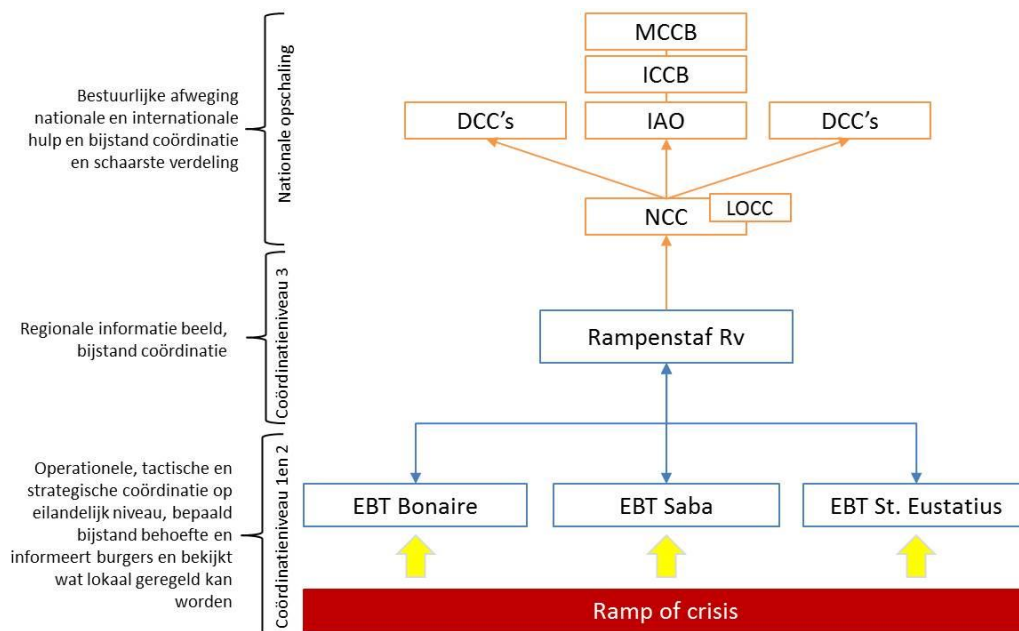 MCCB
ICCB
DCC's
IAO
DCC's
NCC
LOCC
Bestuurlijke afweging
nationale en internationale
hulp en bijstand coördinatie
en schaarste verdeling
Nationale opschaling
Regionale informatie beeld,
bijstand coördinatie
Coördinatieniveau 3
Rampenstaf Rv
Operationele, tactische en
strategische coördinatie op
eilandelijk niveau, bepaald
bijstand behoefte en
informeert burgers en bekijkt
wat lokaal geregeld kan
worden
Coördinatieniveau 1en 2
EBT Bonaire
EBT Saba
EBT St. Eustatius
Ramp of crisis